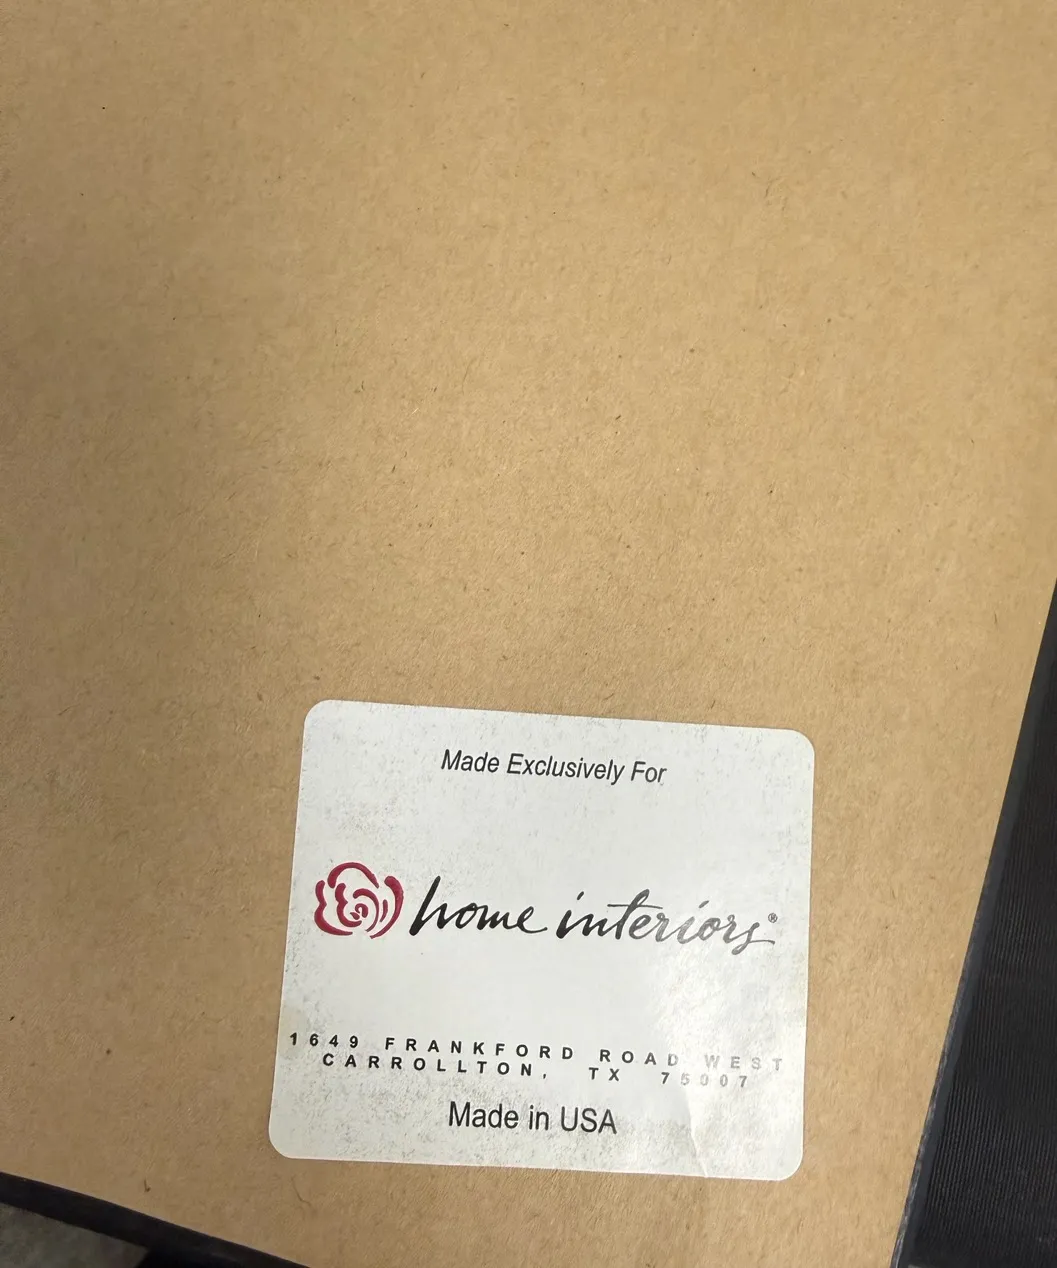 Made Exclusively For
home interiors®
1649 FRANKFORD ROAD WEST
CARROLLTON, TX 75007
Made in USA